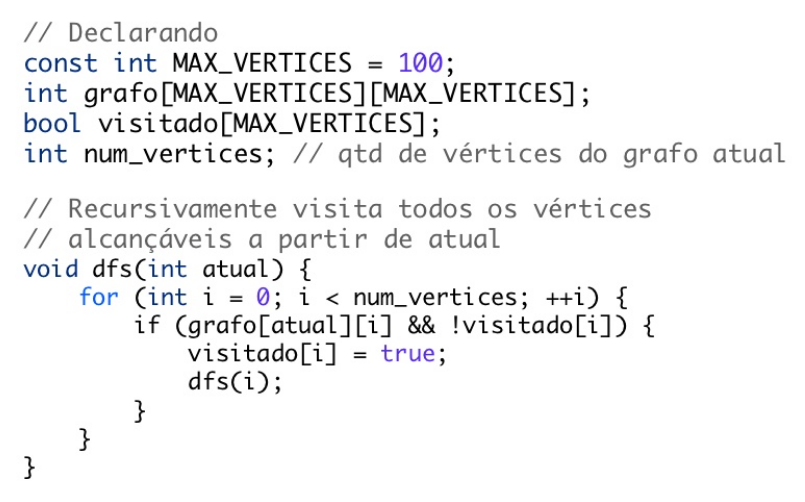 // Declarando
const int MAX_VERTICES = 100;
int grafo[MAX_VERTICES][MAX_VERTICES];
bool visitado[MAX_VERTICES];
int num_vertices; // qtd de vértices do grafo atual

// Recursivamente visita todos os vértices
// alcançáveis a partir de atual
void dfs(int atual) {
    for (int i = 0; i < num_vertices; ++i) {
        if (grafo[atual][i] && !visitado[i]) {
            visitado[i] = true;
            dfs(i);
        }
    }
}